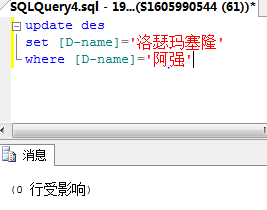 SQLQuery4.sql - 19...(S1605990544 (61))*
update des
set [D-name]='洛瑟玛塞隆'
where [D-name]='阿强'
消息
(0 行受影响)